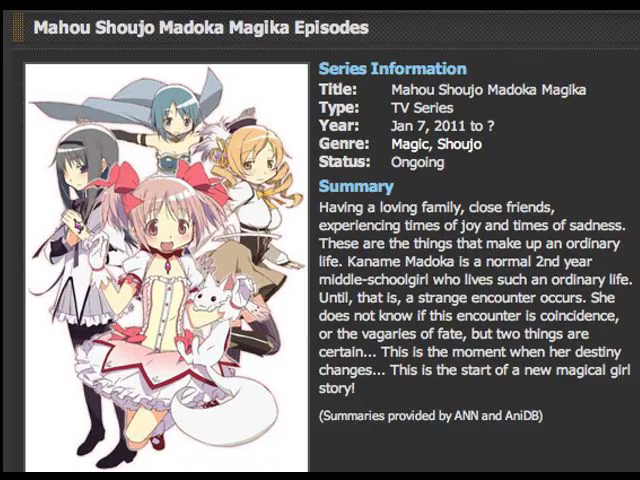 Mahou Shoujo Madoka Magika Episodes
Series Information
Title: Mahou Shoujo Madoka Magika
Type: TV Series
Year: Jan 7, 2011 to ?
Genre: Magic, Shoujo
Status: Ongoing
Summary
Having a loving family, close friends,
experiencing times of joy and times of sadness.
These are the things that make up an ordinary
life. Kaname Madoka is a normal 2nd year
middle-schoolgirl who lives such an ordinary life.
Until, that is, a strange encounter occurs. She
does not know if this encounter is coincidence,
or the vagaries of fate, but two things are
certain... This is the moment when her destiny
changes... This is the start of a new magical girl
story!
(Summaries provided by ANN and AniDB)